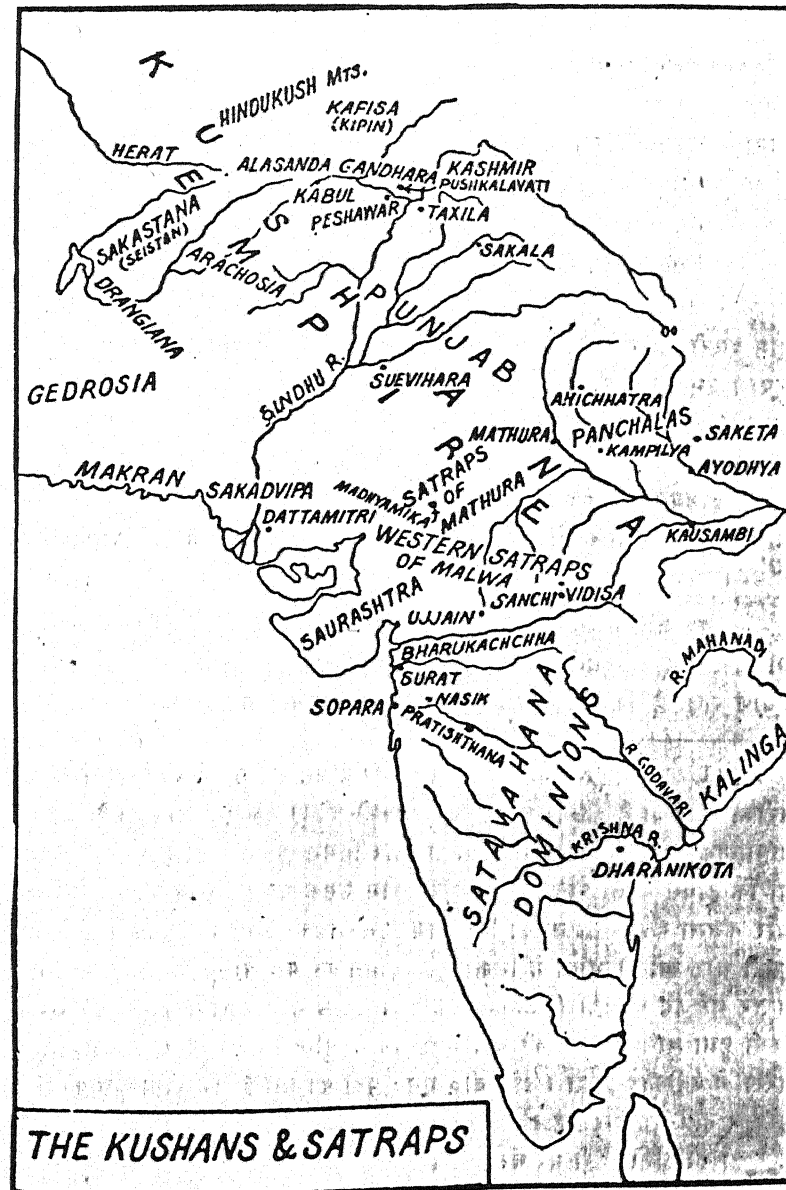 KUSHANA
EMPIRE
HINDUKUSH MTS.
KAFISA
(KIPIN)
HERAT
ALASANDA
GANDHARA
KASHMIR
PUSHKALAVATI
KABUL
PESHAWAR
TAXILA
SAKASTANA
(SEISTAN)
ARACHOSIA
SAKALA
DRANGIANA
PUNJAB
GEDROSIA
SINDHU R.
SUEVIHARA
AHICHHATRA
PANCHALAS
MATHURA
KAMPILYA
SAKETA
AYODHYA
MAKRAN
SAKADVIPA
MADHYAMIKA
SATRAPS
OF
MATHURA
DATTAMITRI
KAUSAMBI
WESTERN SATRAPS
OF MALWA
SANCHI
VIDISA
SAURASHTRA
UJJAIN
BHARUKACHCHHA
R. MAHANADI
SURAT
NASIK
SOPARA
PRATISHTHANA
SATAVAHANA
DOMINIONS
R. GODAVARI
KALINGA
KRISHNA R.
DHARANIKOTA
THE KUSHANS & SATRAPS